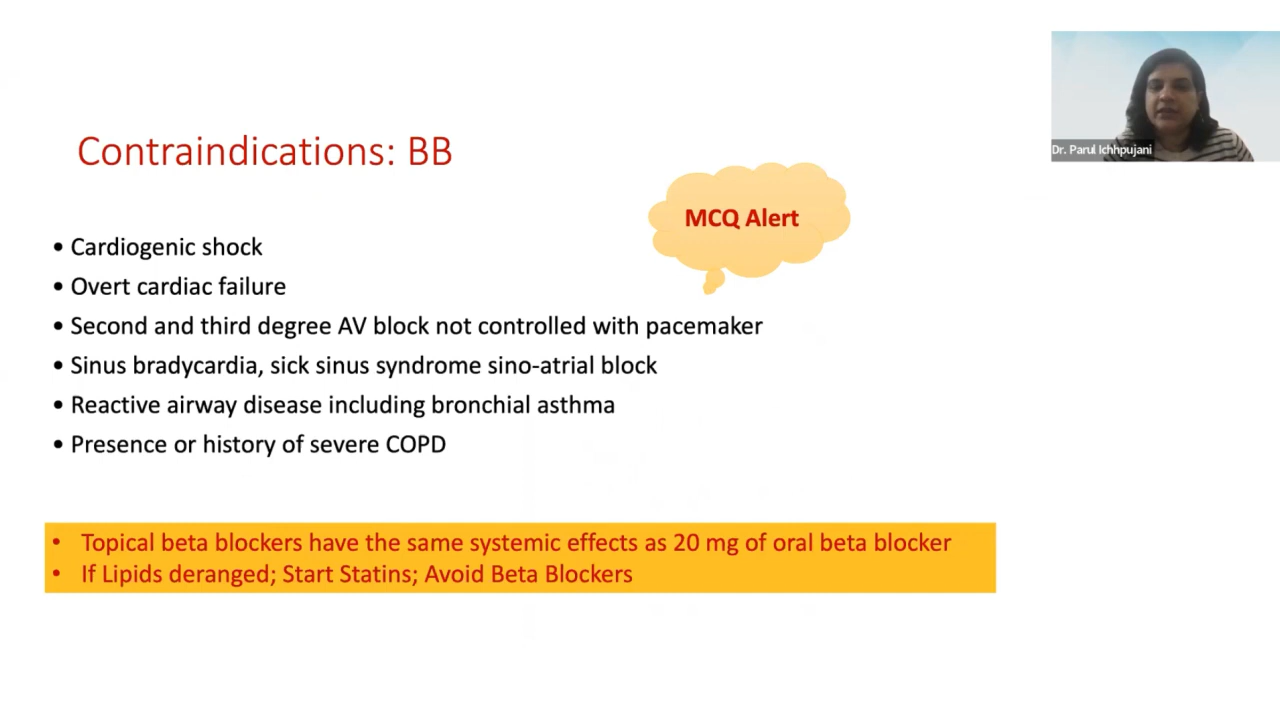 Dr. Parul Ichhpujani
Contraindications: BB
MCQ Alert
• Cardiogenic shock
• Overt cardiac failure
• Second and third degree AV block not controlled with pacemaker
• Sinus bradycardia, sick sinus syndrome sino-atrial block
• Reactive airway disease including bronchial asthma
• Presence or history of severe COPD
• Topical beta blockers have the same systemic effects as 20 mg of oral beta blocker
• If Lipids deranged; Start Statins; Avoid Beta Blockers